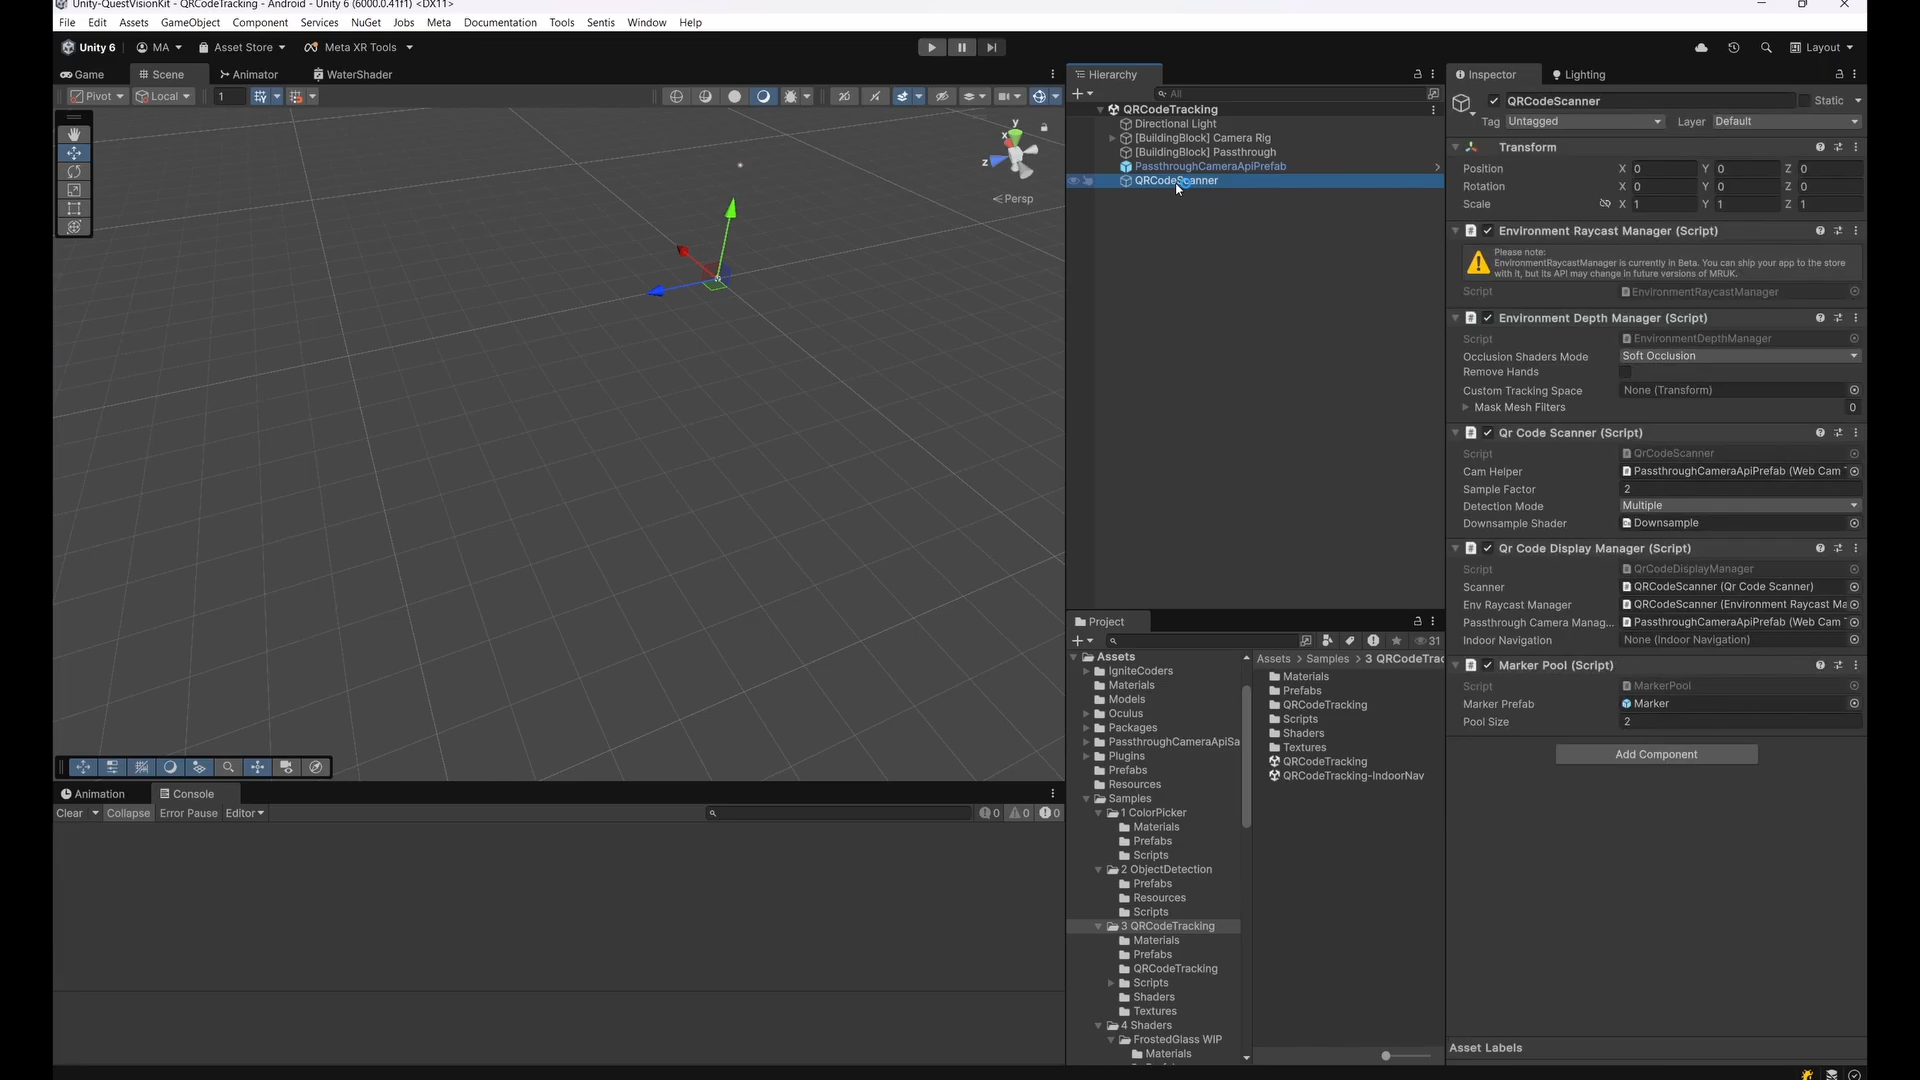 Unity-QuestVisionKit - QRCodeTracking - Android - Unity 6 (6000.0.41f1) <DX11>
File Edit Assets GameObject Component Services NuGet Jobs Meta Documentation Tools Sentis Window Help
Unity 6 MA Asset Store Meta XR Tools Layout
Game Scene Animator WaterShader
Pivot Local 1
y
x
z
Persp
Animation Console
Clear Collapse Error Pause Editor 0 0 0
Hierarchy
All
QRCodeTracking
Directional Light
[BuildingBlock] Camera Rig
[BuildingBlock] Passthrough
PassthroughCameraApiPrefab
QRCodeScanner
Project
31
Assets
IgniteCoders
Materials
Models
Oculus
Packages
PassthroughCameraApiSa
Plugins
Prefabs
Resources
Samples
1 ColorPicker
Materials
Prefabs
Scripts
2 ObjectDetection
Prefabs
Resources
Scripts
3 QRCodeTracking
Materials
Prefabs
QRCodeTracking
Scripts
Shaders
Textures
4 Shaders
FrostedGlass WIP
Materials
Assets > Samples > 3 QRCodeTrac
Materials
Prefabs
QRCodeTracking
Scripts
Shaders
Textures
QRCodeTracking
QRCodeTracking-IndoorNav
Inspector Lighting
QRCodeScanner Static
Tag Untagged Layer Default
Transform
Position X 0 Y 0 Z 0
Rotation X 0 Y 0 Z 0
Scale X 1 Y 1 Z 1
Environment Raycast Manager (Script)
Please note:
EnvironmentRaycastManager is currently in Beta. You can ship your app to the store
with it, but its API may change in future versions of MRUK.
Script EnvironmentRaycastManager
Environment Depth Manager (Script)
Script EnvironmentDepthManager
Occlusion Shaders Mode Soft Occlusion
Remove Hands
Custom Tracking Space None (Transform)
Mask Mesh Filters 0
Qr Code Scanner (Script)
Script QrCodeScanner
Cam Helper PassthroughCameraApiPrefab (Web Cam
Sample Factor 2
Detection Mode Multiple
Downsample Shader Downsample
Qr Code Display Manager (Script)
Script QrCodeDisplayManager
Scanner QRCodeScanner (Qr Code Scanner)
Env Raycast Manager QRCodeScanner (Environment Raycast Ma
Passthrough Camera Manag... PassthroughCameraApiPrefab (Web Cam
Indoor Navigation None (Indoor Navigation)
Marker Pool (Script)
Script MarkerPool
Marker Prefab Marker
Pool Size 2
Add Component
Asset Labels